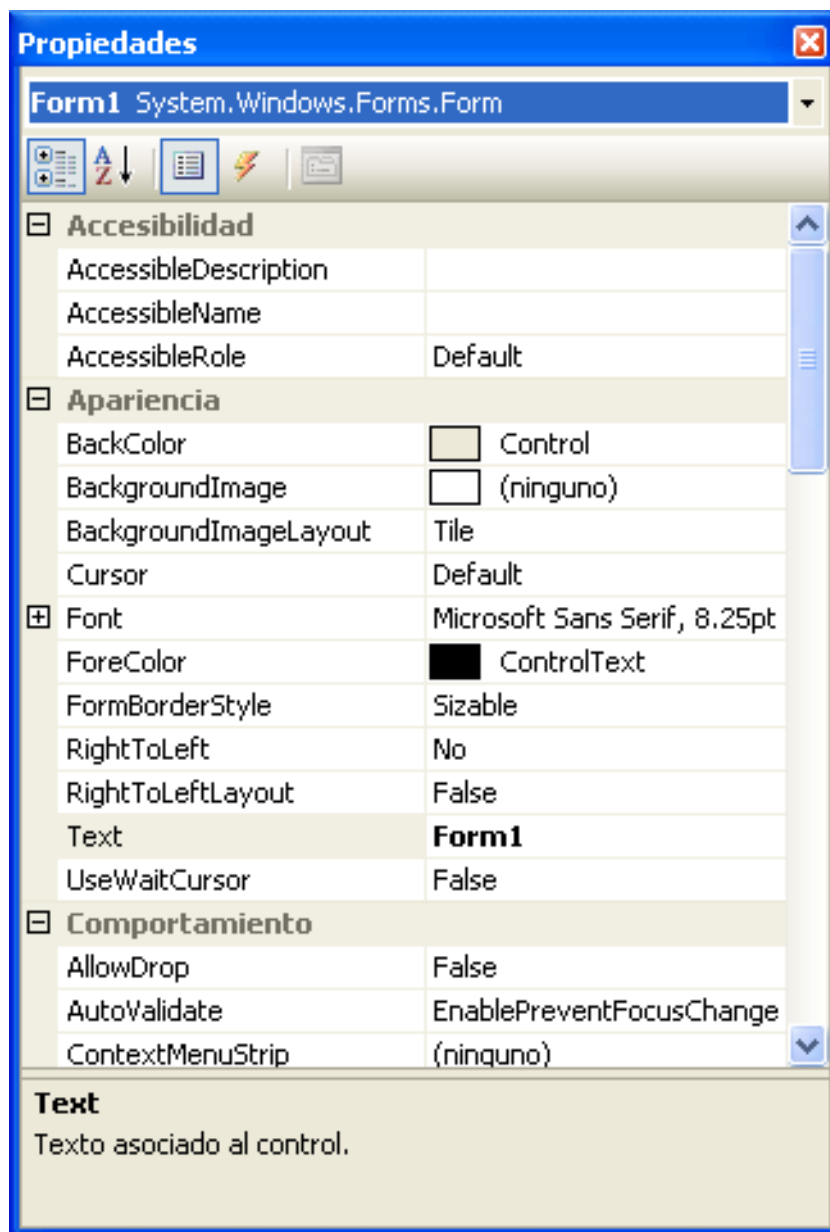 Propiedades
Form1 System.Windows.Forms.Form
A
Z
Accesibilidad
AccessibleDescription
AccessibleName
AccessibleRole Default
Apariencia
BackColor Control
BackgroundImage (ninguno)
BackgroundImageLayout Tile
Cursor Default
Font Microsoft Sans Serif, 8.25pt
ForeColor ControlText
FormBorderStyle Sizable
RightToLeft No
RightToLeftLayout False
Text Form1
UseWaitCursor False
Comportamiento
AllowDrop False
AutoValidate EnablePreventFocusChange
ContextMenuStrip (ninguno)
Text
Texto asociado al control.